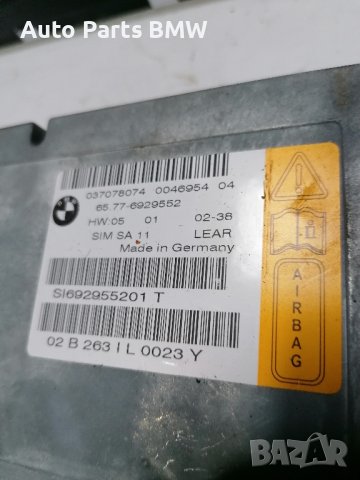 Auto Parts BMW
037078074 0046954 04
65.77-6929552
HW:05 01 02-38
SIM SA 11 LEAR
Made in Germany
SI692955201 T
02 B 263 I L 0023 Y
AIRBAG
BAZAR